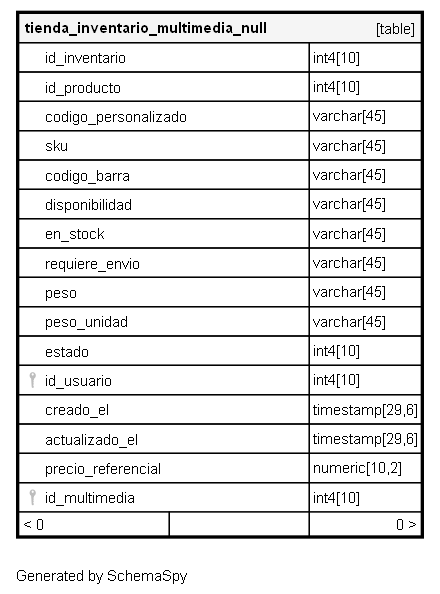 tienda_inventario_multimedia_null [table]
id_inventario int4[10]
id_producto int4[10]
codigo_personalizado varchar[45]
sku varchar[45]
codigo_barra varchar[45]
disponibilidad varchar[45]
en_stock varchar[45]
requiere_envio varchar[45]
peso varchar[45]
peso_unidad varchar[45]
estado int4[10]
id_usuario int4[10]
creado_el timestamp[29,6]
actualizado_el timestamp[29,6]
precio_referencial numeric[10,2]
id_multimedia int4[10]
< 0 0 >
Generated by SchemaSpy